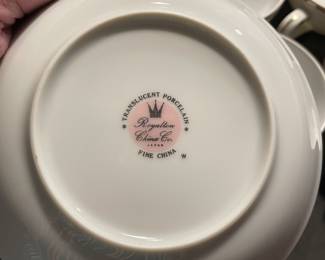 * TRANSLUCENT PORCELAIN *
Royalton
China Co.
JAPAN
FINE CHINA